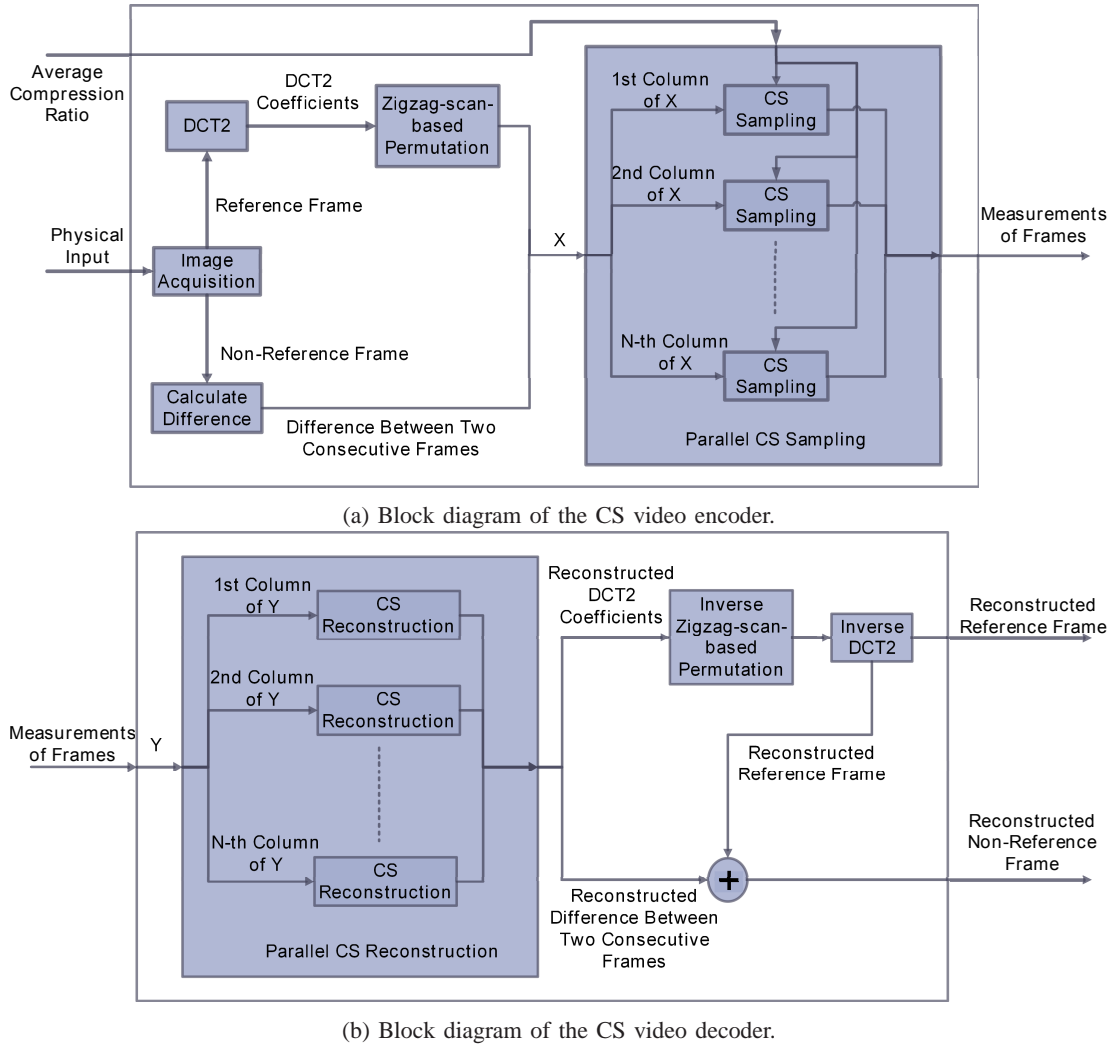 Average
Compression
Ratio
DCT2
Coefficients
DCT2
Zigzag-scan-
based
Permutation
Reference Frame
Physical
Input
Image
Acquisition
Non-Reference Frame
Calculate
Difference
Difference Between Two
Consecutive Frames
X
1st Column
of X
CS
Sampling
2nd Column
of X
CS
Sampling
N-th Column
of X
CS
Sampling
Parallel CS Sampling
Measurements
of Frames
(a) Block diagram of the CS video encoder.
Measurements
of Frames
Y
1st Column
of Y
CS
Reconstruction
2nd Column
of Y
CS
Reconstruction
N-th Column
of Y
CS
Reconstruction
Parallel CS Reconstruction
Reconstructed
DCT2
Coefficients
Inverse
Zigzag-scan-
based
Permutation
Inverse
DCT2
Reconstructed
Reference Frame
Reconstructed
Reference Frame
+
Reconstructed
Difference Between
Two Consecutive
Frames
Reconstructed
Non-Reference
Frame
(b) Block diagram of the CS video decoder.